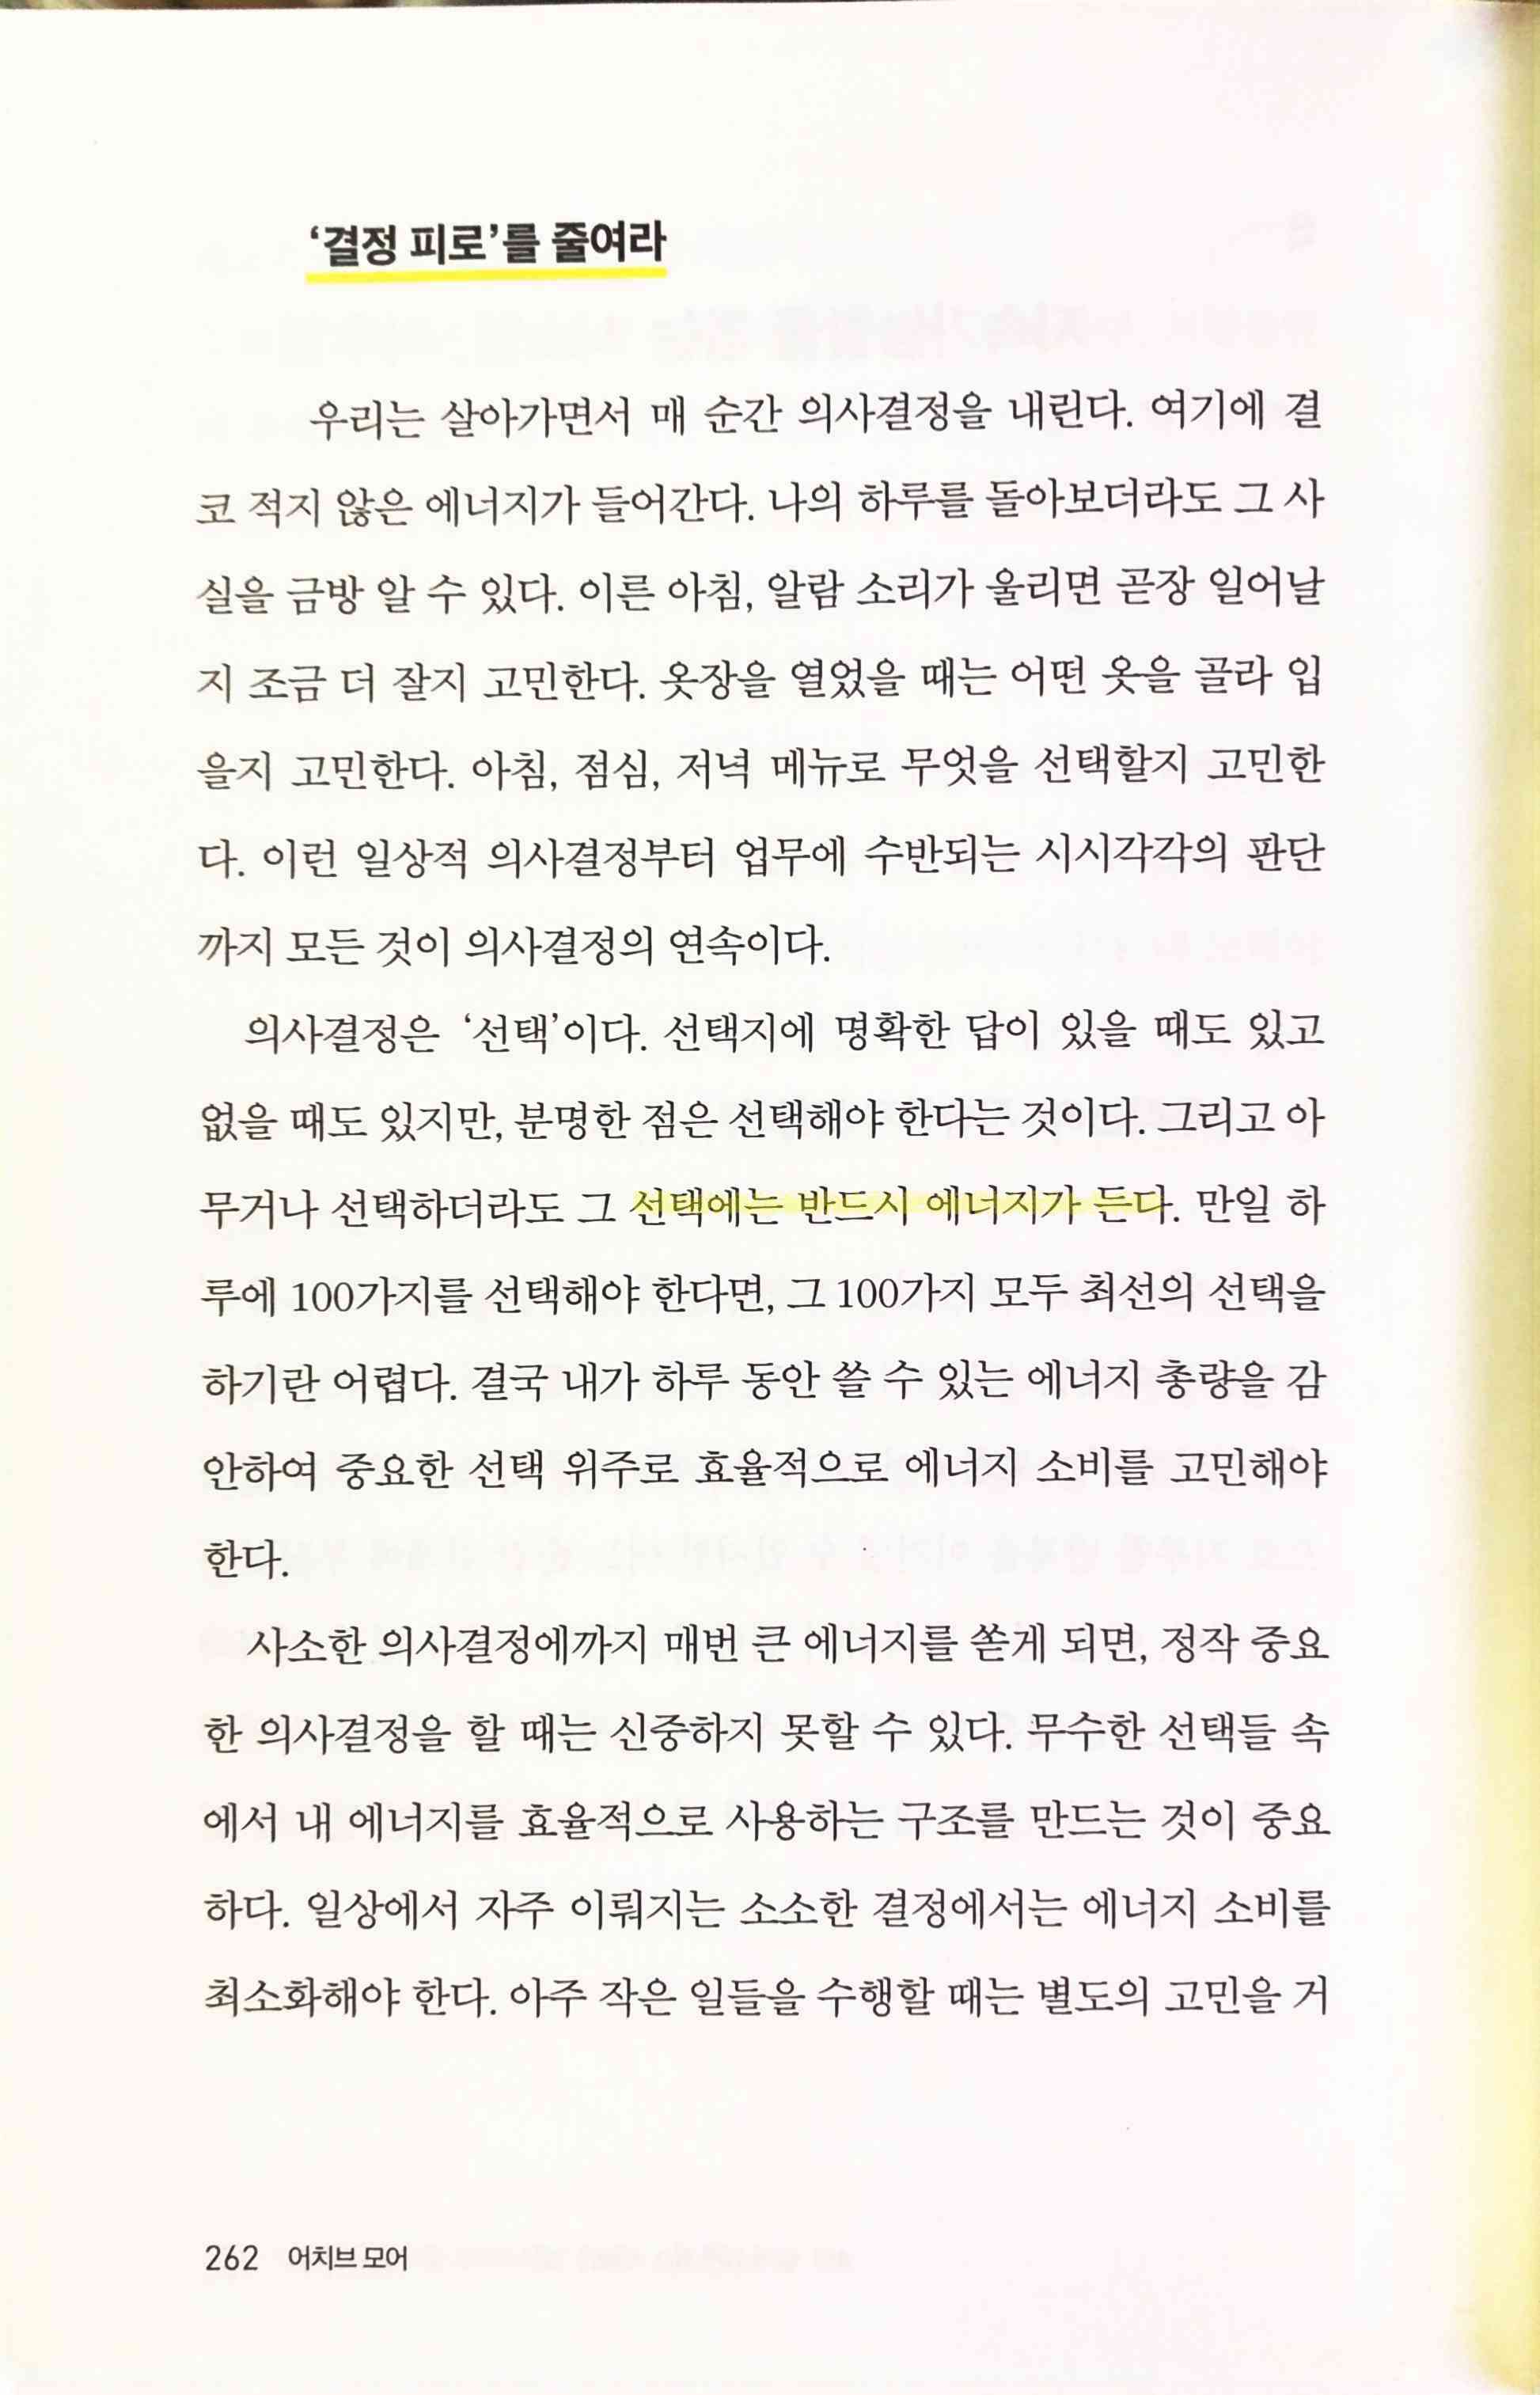 ‘결정 피로’를 줄여라
우리는 살아가면서 매 순간 의사결정을 내린다. 여기에 결
코 적지 않은 에너지가 들어간다. 나의 하루를 돌아보더라도 그 사
실을 금방 알 수 있다. 이른 아침, 알람 소리가 울리면 곧장 일어날
지 조금 더 잘지 고민한다. 옷장을 열었을 때는 어떤 옷을 골라 입
을지 고민한다. 아침, 점심, 저녁 메뉴로 무엇을 선택할지 고민한
다. 이런 일상적 의사결정부터 업무에 수반되는 시시각각의 판단
까지 모든 것이 의사결정의 연속이다.
의사결정은 ‘선택’이다. 선택지에 명확한 답이 있을 때도 있고
없을 때도 있지만, 분명한 점은 선택해야 한다는 것이다. 그리고 아
무거나 선택하더라도 그 선택에는 반드시 에너지가 든다. 만일 하
루에 100가지를 선택해야 한다면, 그 100가지 모두 최선의 선택을
하기란 어렵다. 결국 내가 하루 동안 쓸 수 있는 에너지 총량을 감
안하여 중요한 선택 위주로 효율적으로 에너지 소비를 고민해야
한다.
사소한 의사결정에까지 매번 큰 에너지를 쏟게 되면, 정작 중요
한 의사결정을 할 때는 신중하지 못할 수 있다. 무수한 선택들 속
에서 내 에너지를 효율적으로 사용하는 구조를 만드는 것이 중요
하다. 일상에서 자주 이뤄지는 소소한 결정에서는 에너지 소비를
최소화해야 한다. 아주 작은 일들을 수행할 때는 별도의 고민을 거
262 어치브 모어